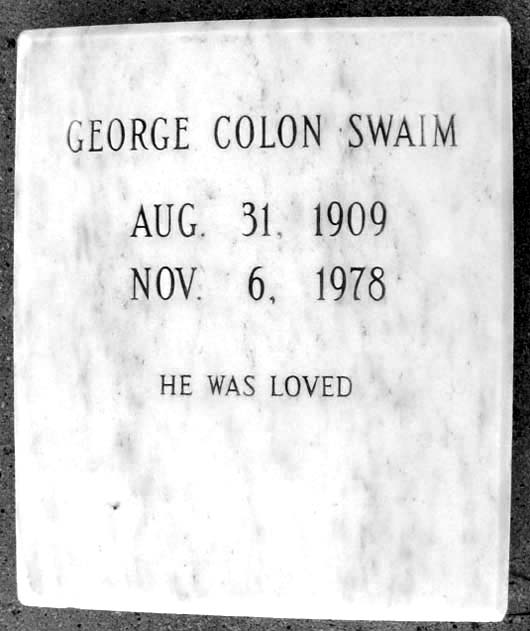 GEORGE COLON SWAIM
AUG. 31, 1909
NOV. 6, 1978
HE WAS LOVED